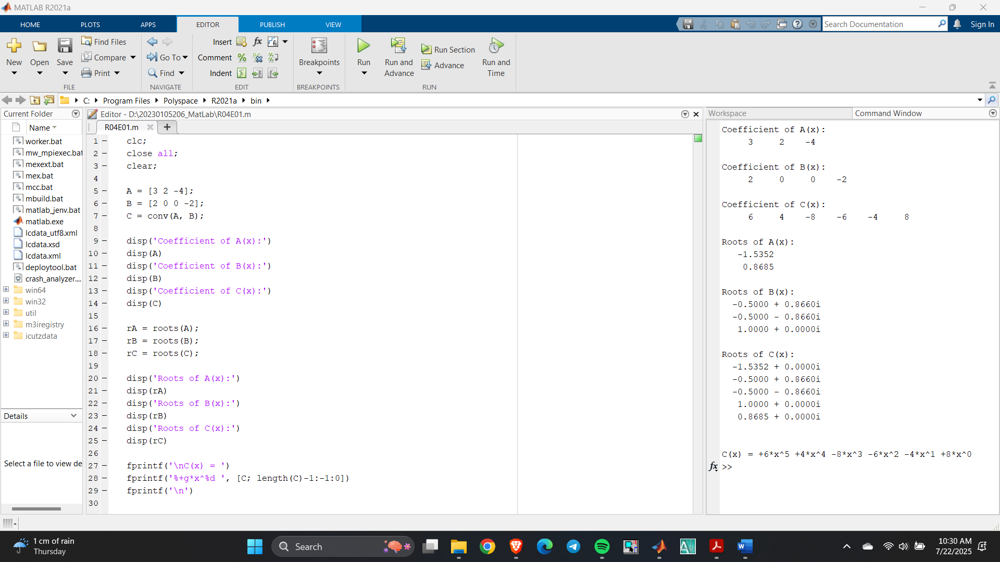 MATLAB R2021a
HOME PLOTS APPS EDITOR PUBLISH VIEW
Search Documentation
Sign In
New
Open
Save
Find Files
Compare
Print
FILE
Go To
Find
NAVIGATE
Insert
Comment
Indent
EDIT
Breakpoints
BREAKPOINTS
Run
Run and
Advance
Run Section
Advance
Run and
Time
RUN
C: Program Files Polyspace R2021a bin
Current Folder
Name
worker.bat
mw_mpiexec.bat
mexext.bat
mex.bat
mcc.bat
mbuild.bat
matlab_jenv.bat
matlab.exe
lcdata_utf8.xml
lcdata.xsd
lcdata.xml
deploytool.bat
crash_analyzer....
win64
win32
util
m3iregistry
icutzdata
Details
Select a file to view de
Editor - D:\20230105206_MatLab\R04E01.m
R04E01.m
1 − clc;
2 − close all;
3 − clear;
4
5 − A = [3 2 -4];
6 − B = [2 0 0 -2];
7 − C = conv(A, B);
8
9 − disp('Coefficient of A(x):')
10 − disp(A)
11 − disp('Coefficient of B(x):')
12 − disp(B)
13 − disp('Coefficient of C(x):')
14 − disp(C)
15
16 − rA = roots(A);
17 − rB = roots(B);
18 − rC = roots(C);
19
20 − disp('Roots of A(x):')
21 − disp(rA)
22 − disp('Roots of B(x):')
23 − disp(rB)
24 − disp('Roots of C(x):')
25 − disp(rC)
26
27 − fprintf('\nC(x) = ')
28 − fprintf('%+g*x^%d ', [C; length(C)-1:-1:0])
29 − fprintf('\n')
30
Workspace
Command Window
Coefficient of A(x):
3 2 -4
Coefficient of B(x):
2 0 0 -2
Coefficient of C(x):
6 4 -8 -6 -4 8
Roots of A(x):
-1.5352
0.8685
Roots of B(x):
-0.5000 + 0.8660i
-0.5000 - 0.8660i
1.0000 + 0.0000i
Roots of C(x):
-1.5352 + 0.0000i
-0.5000 + 0.8660i
-0.5000 - 0.8660i
1.0000 + 0.0000i
0.8685 + 0.0000i
C(x) = +6*x^5 +4*x^4 -8*x^3 -6*x^2 -4*x^1 +8*x^0
fx >>
1 cm of rain
Thursday
Search
10:30 AM
7/22/2025